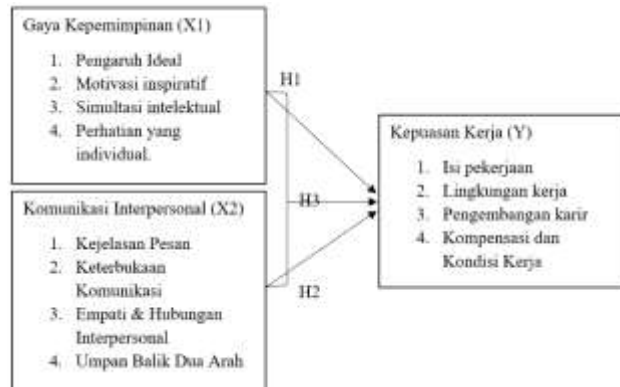 Gaya Kepemimpinan (X1)
1. Pengaruh Ideal
2. Motivasi inspiratif
3. Simultasi intelektual
4. Perhatian yang
individual.
H1
Kepuasan Kerja (Y)
1. Isi pekerjaan
2. Lingkungan kerja
3. Pengembangan karir
4. Kompensasi dan
Kondisi Kerja
H3
Komunikasi Interpersonal (X2)
1. Kejelasan Pesan
2. Keterbukaan
Komunikasi
3. Empati & Hubungan
Interpersonal
4. Umpan Balik Dua Arah
H2